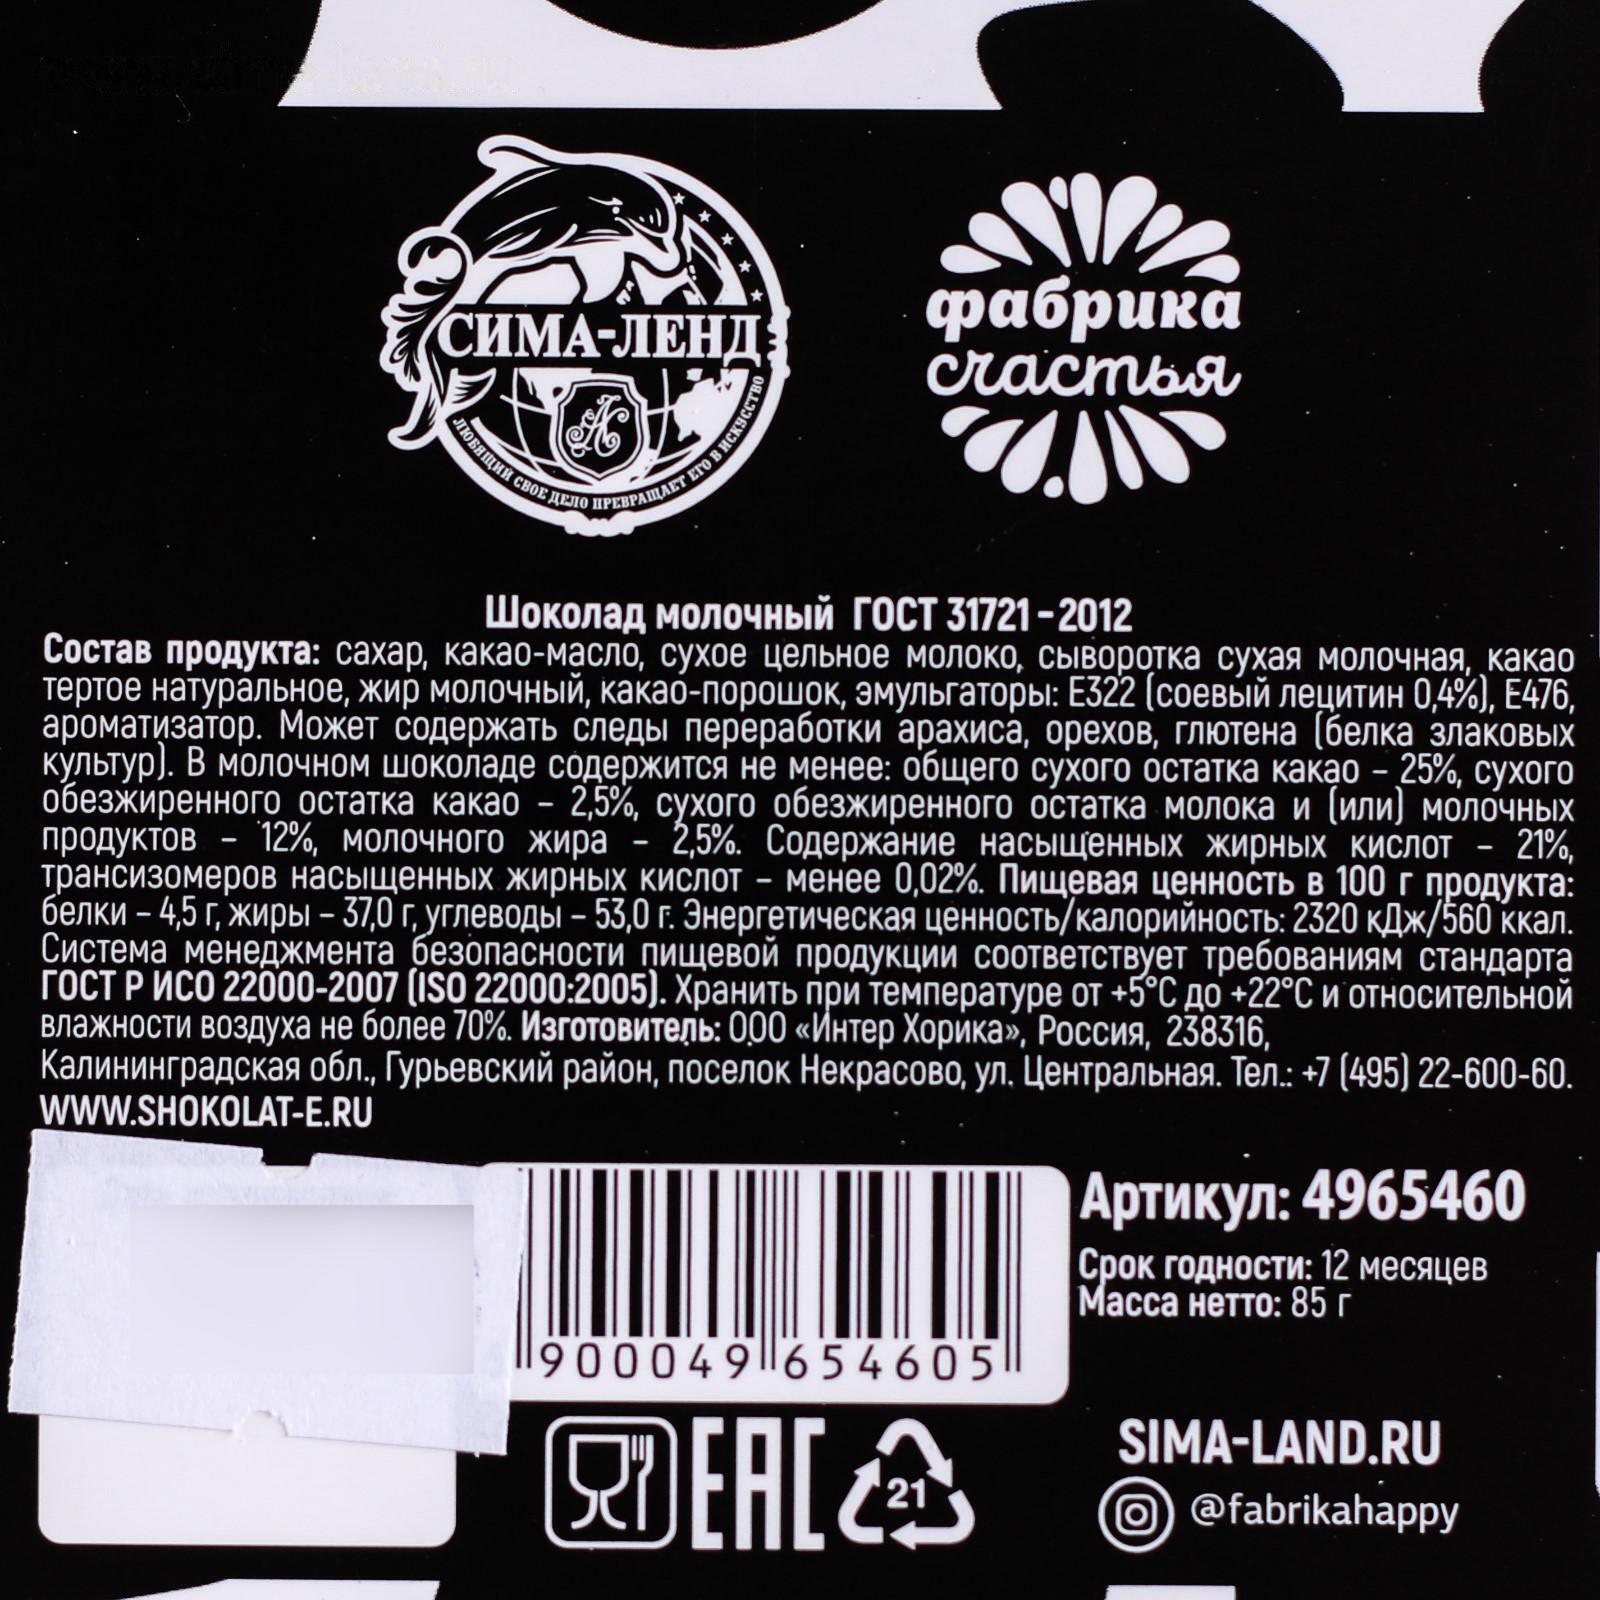 СИМА-ЛЕНД
ЛЮБЯЩИЙ СВОЕ ДЕЛО ПРЕВРАЩАЕТ ЕГО В ИСКУССТВО
фабрика
счастья
Шоколад молочный ГОСТ 31721-2012
Состав продукта: сахар, какао-масло, сухое цельное молоко, сыворотка сухая молочная, какао
тертое натуральное, жир молочный, какао-порошок, эмульгаторы: Е322 (соевый лецитин 0,4%), Е476,
ароматизатор. Может содержать следы переработки арахиса, орехов, глютена (белка злаковых
культур). В молочном шоколаде содержится не менее: общего сухого остатка какао – 25%, сухого
обезжиренного остатка какао – 2,5%, сухого обезжиренного остатка молока и (или) молочных
продуктов – 12%, молочного жира – 2,5%. Содержание насыщенных жирных кислот – 21%,
трансизомеров насыщенных жирных кислот – менее 0,02%. Пищевая ценность в 100 г продукта:
белки – 4,5 г, жиры – 37,0 г, углеводы – 53,0 г. Энергетическая ценность/калорийность: 2320 кДж/560 ккал.
Система менеджмента безопасности пищевой продукции соответствует требованиям стандарта
ГОСТ Р ИСО 22000-2007 (ISO 22000:2005). Хранить при температуре от +5°С до +22°С и относительной
влажности воздуха не более 70%. Изготовитель: ООО «Интер Хорика», Россия, 238316,
Калининградская обл., Гурьевский район, поселок Некрасово, ул. Центральная. Тел.: +7 (495) 22-600-60.
WWW.SHOKOLAT-E.RU
Артикул: 4965460
Срок годности: 12 месяцев
Масса нетто: 85 г
900049 654605
EAC
21
SIMA-LAND.RU
@fabrikahappy